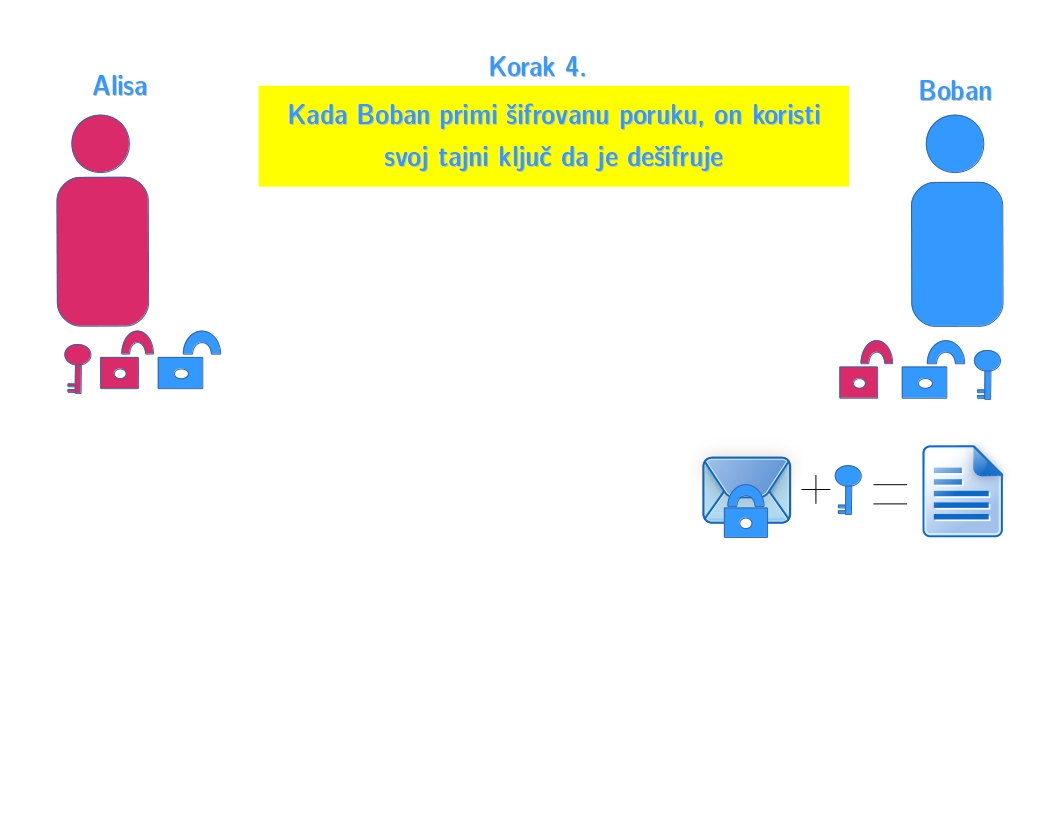 Korak 4.
Alisa
Boban
Kada Boban primi šifrovanu poruku, on koristi
svoj tajni ključ da je dešifruje